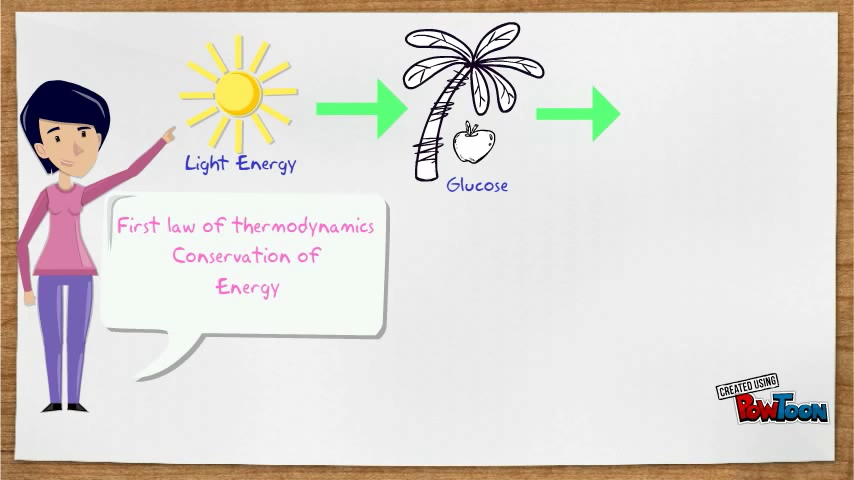 Light Energy
Glucose
First law of thermodynamics
Conservation of
Energy
CREATED USING
PowToon